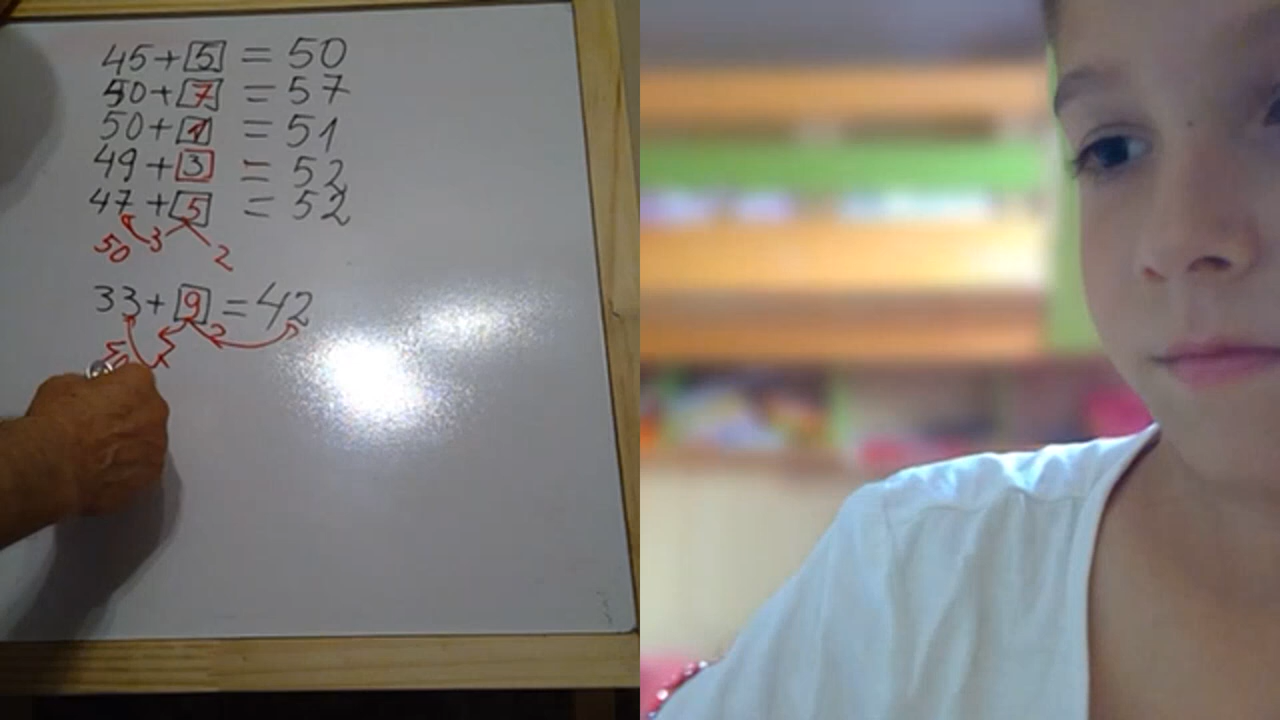 45+5 = 50
50+7 = 57
50+1 = 51
49+3 = 52
47+5 = 52
50 3 2
33+9=42
2